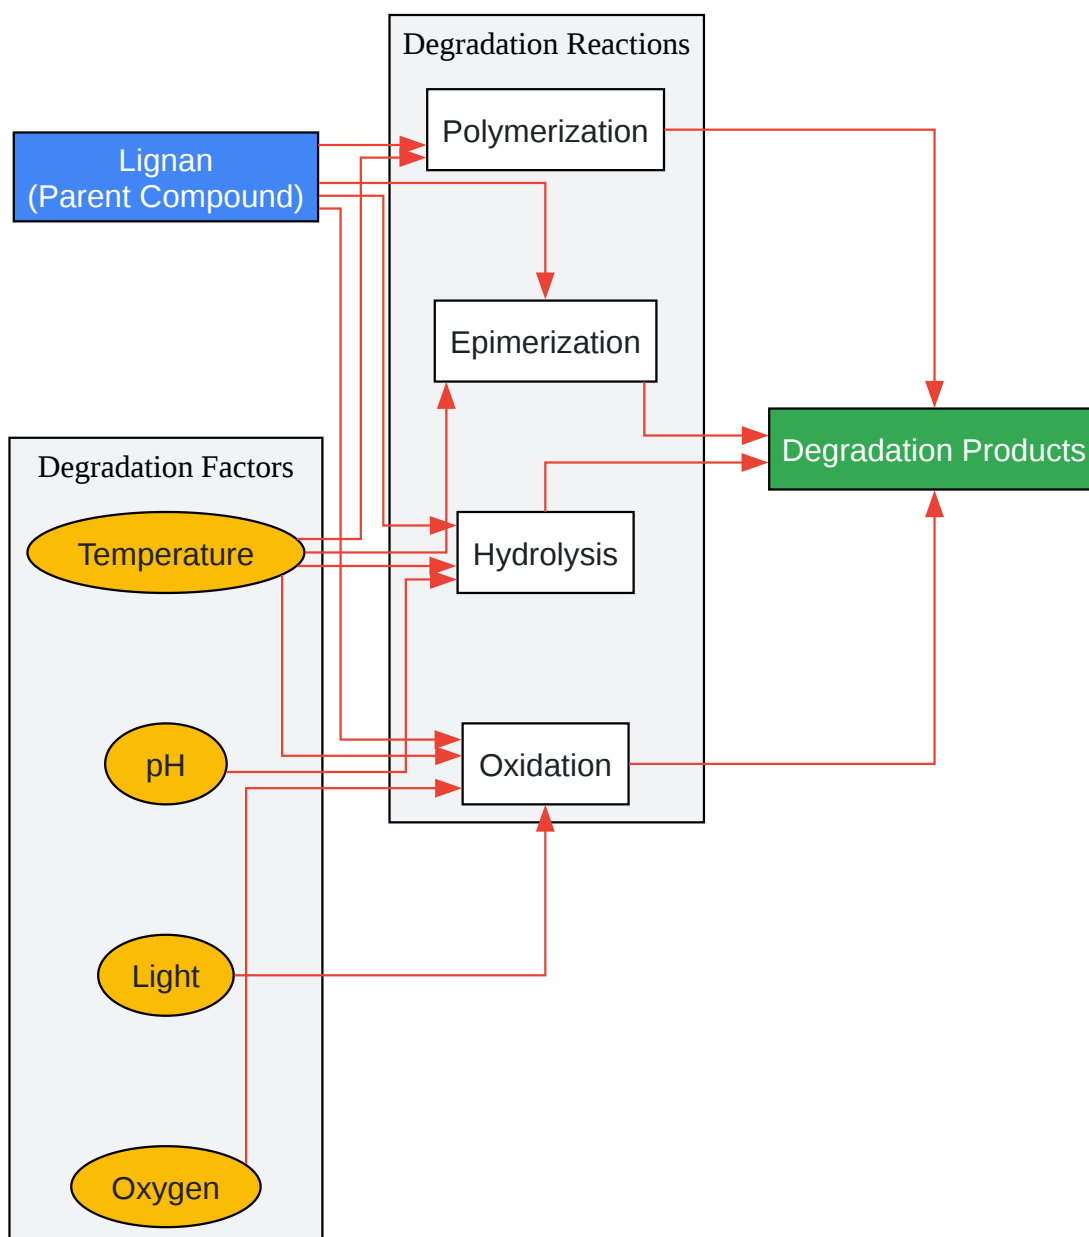 Degradation Reactions
Polymerization
Lignan
(Parent Compound)
Epimerization
Degradation Products
Degradation Factors
Temperature
Hydrolysis
pH
Oxidation
Light
Oxygen